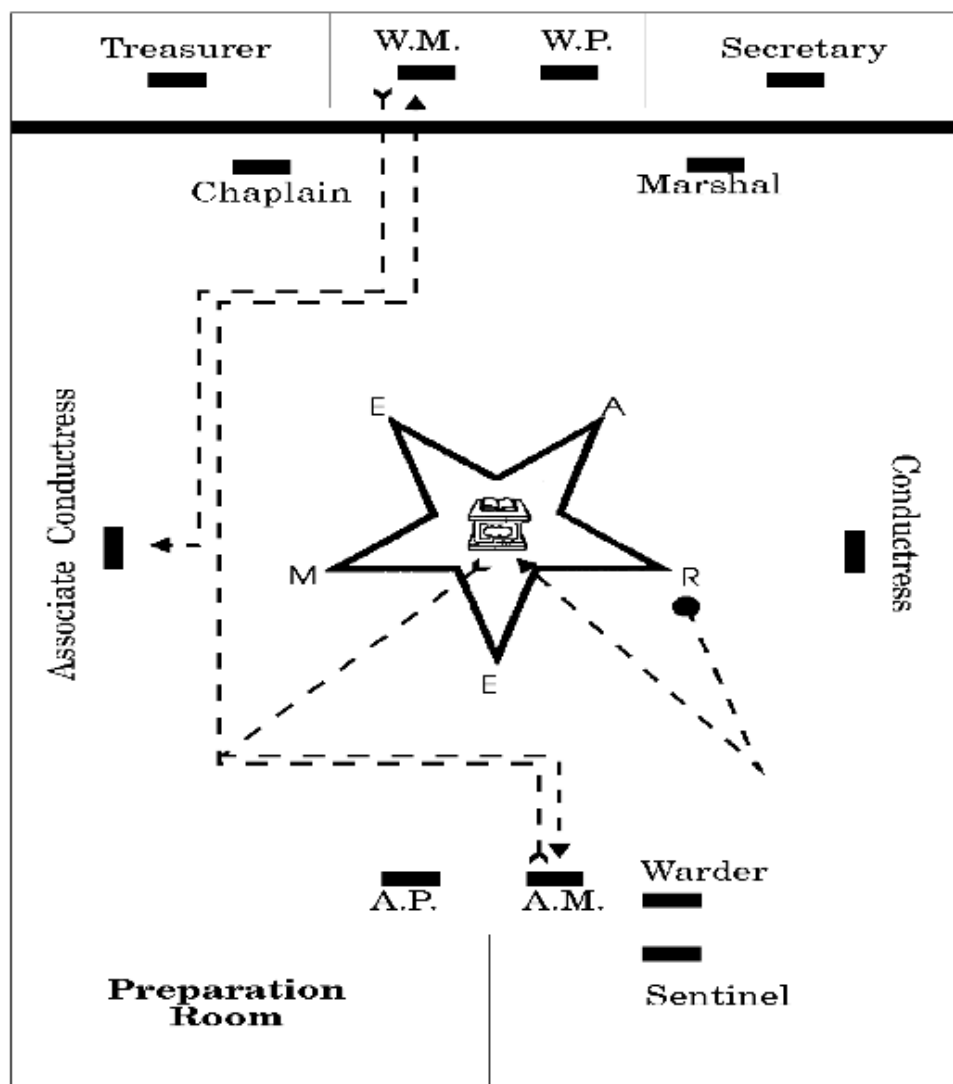 Treasurer
W.M.
W.P.
Secretary
Chaplain
Marshal
E
A
Associate Conductress
Conductress
M
R
E
A.P.
A.M.
Warder
Sentinel
Preparation
Room